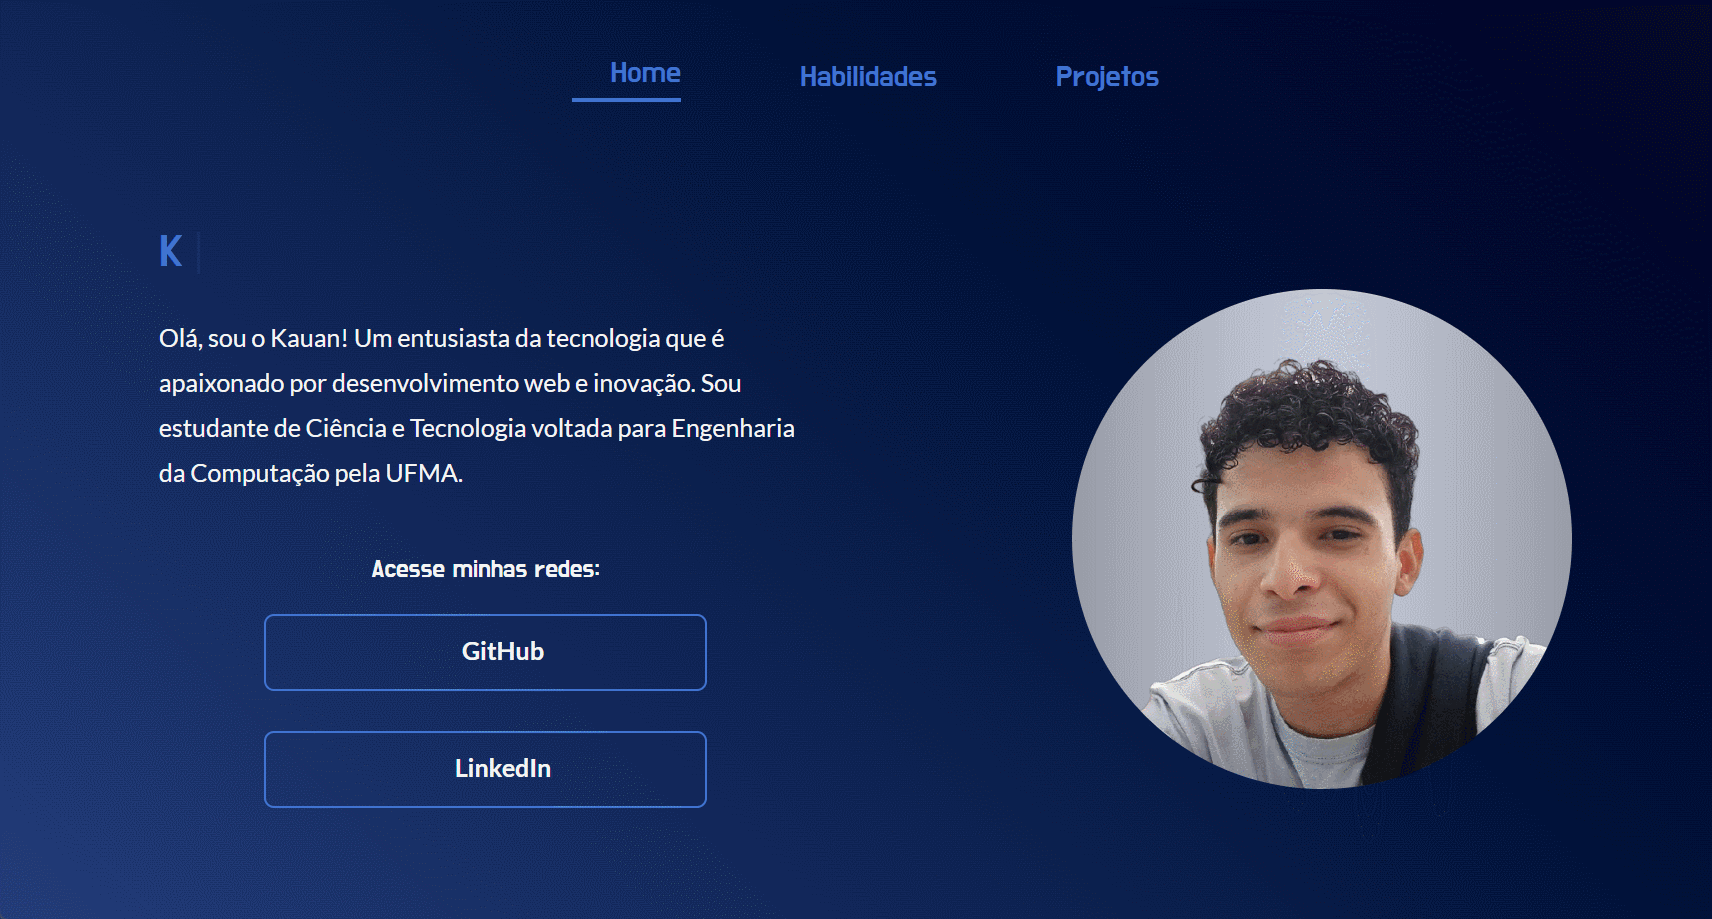 Home Habilidades Projetos
K
Olá, sou o Kauan! Um entusiasta da tecnologia que é
apaixonado por desenvolvimento web e inovação. Sou
estudante de Ciência e Tecnologia voltada para Engenharia
da Computação pela UFMA.
Acesse minhas redes:
GitHub
LinkedIn